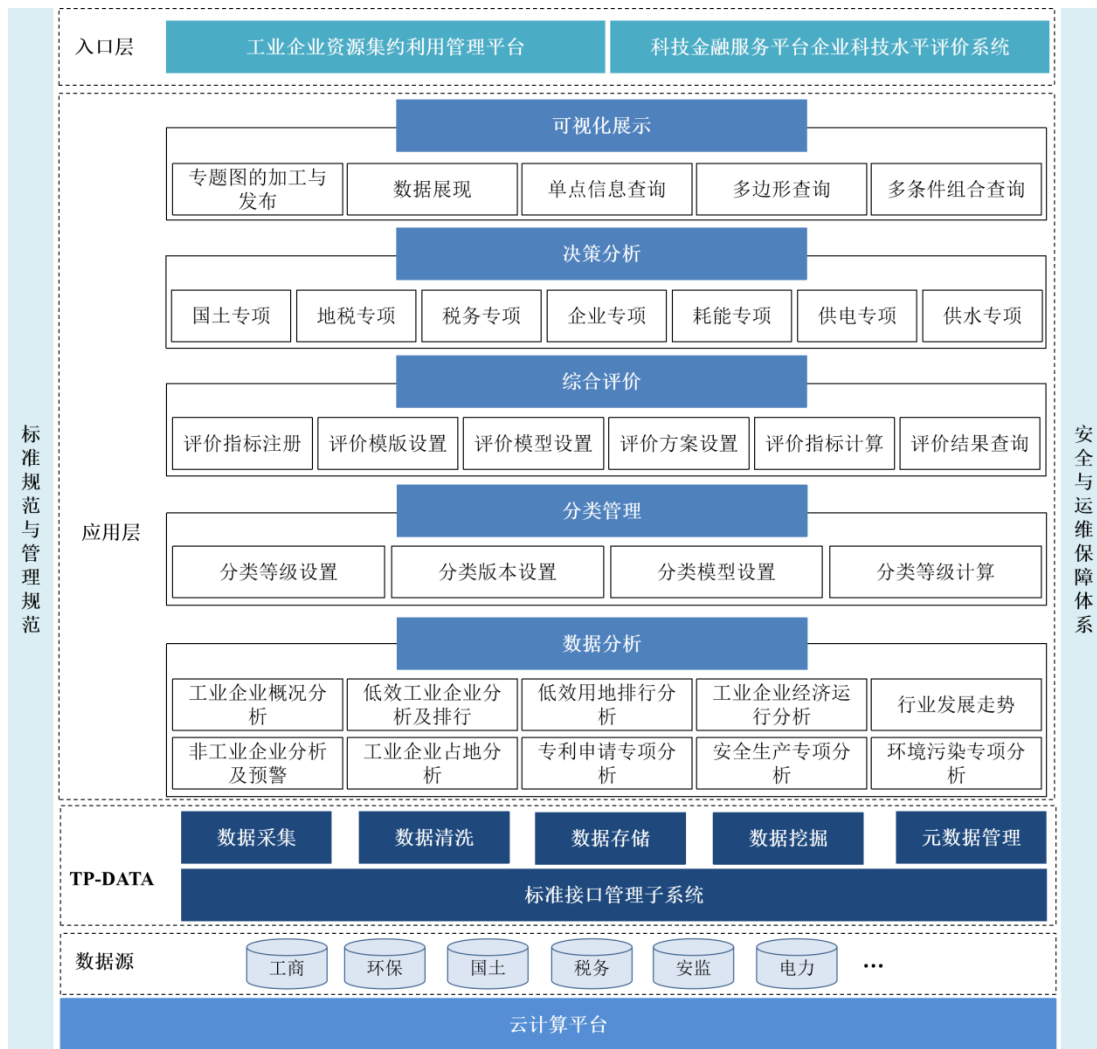 入口层
工业企业资源集约利用管理平台
科技金融服务平台企业科技水平评价系统
标准规范与管理规范
安全与运维保障体系
应用层
可视化展示
专题图的加工与
发布
数据展现
单点信息查询
多边形查询
多条件组合查询
决策分析
国土专项
地税专项
税务专项
企业专项
耗能专项
供电专项
供水专项
综合评价
评价指标注册
评价模版设置
评价模型设置
评价方案设置
评价指标计算
评价结果查询
分类管理
分类等级设置
分类版本设置
分类模型设置
分类等级计算
数据分析
工业企业概况分
析
低效工业企业分
析及排行
低效用地排行分
析
工业企业经济运
行分析
行业发展走势
非工业企业分析
及预警
工业企业占地分
析
专利申请专项分
析
安全生产专项分
析
环境污染专项分
析
TP-DATA
数据采集
数据清洗
数据存储
数据挖掘
元数据管理
标准接口管理子系统
数据源
工商
环保
国土
税务
安监
电力
...
云计算平台